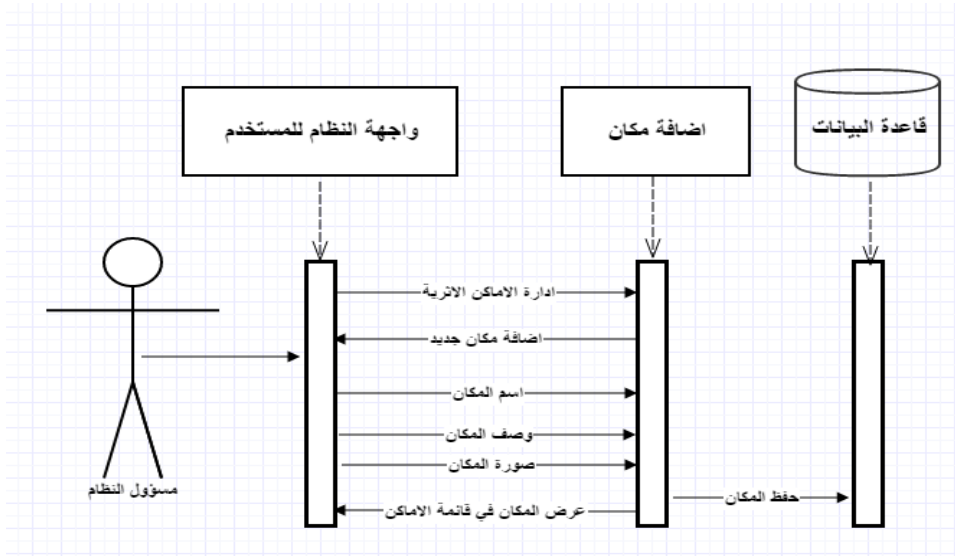 واجهة النظام للمستخدم
اضافة مكان
قاعدة البيانات
ادارة الاماكن الاثرية
اضافة مكان جديد
اسم المكان
وصف المكان
صورة المكان
حفظ المكان
عرض المكان في قائمة الاماكن
مسؤول النظام